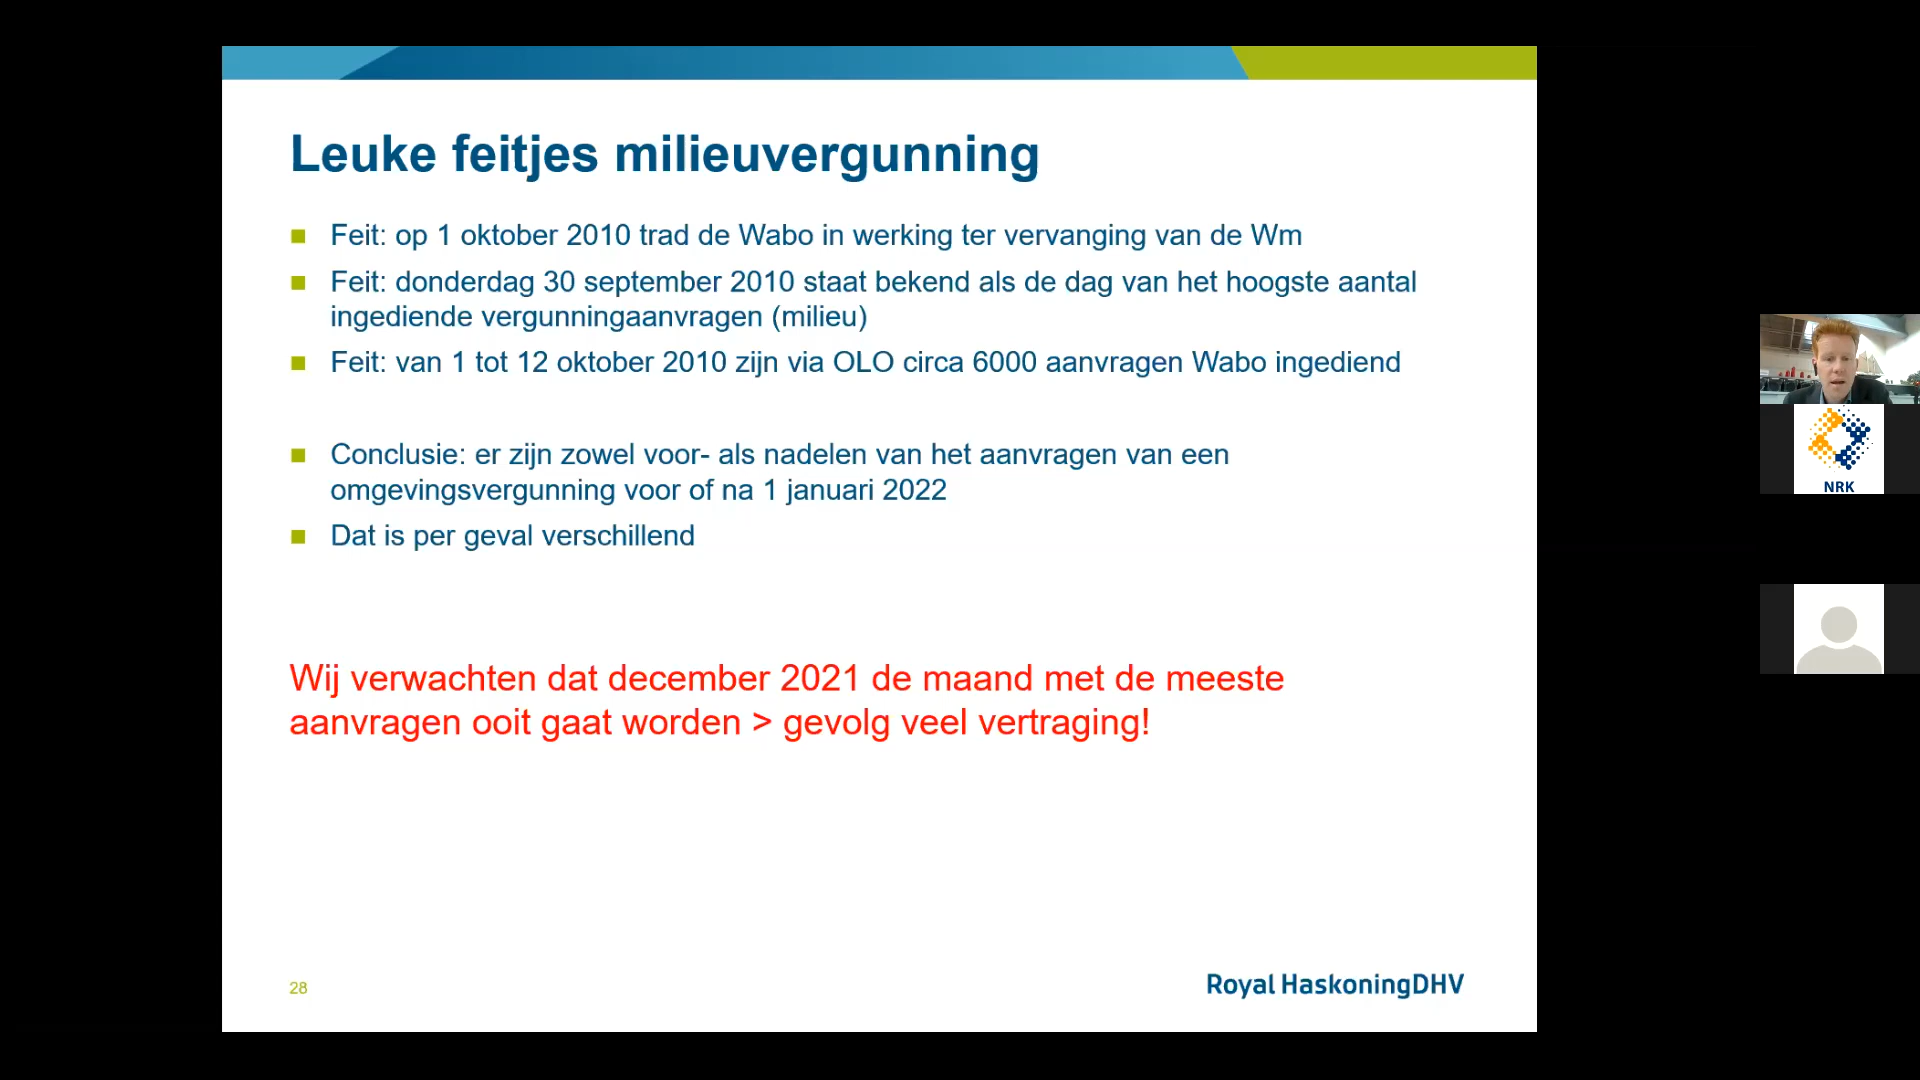 Leuke feitjes milieuvergunning
Feit: op 1 oktober 2010 trad de Wabo in werking ter vervanging van de Wm
Feit: donderdag 30 september 2010 staat bekend als de dag van het hoogste aantal
ingediende vergunningaanvragen (milieu)
Feit: van 1 tot 12 oktober 2010 zijn via OLO circa 6000 aanvragen Wabo ingediend
Conclusie: er zijn zowel voor- als nadelen van het aanvragen van een
omgevingsvergunning voor of na 1 januari 2022
Dat is per geval verschillend
Wij verwachten dat december 2021 de maand met de meeste
aanvragen ooit gaat worden > gevolg veel vertraging!
28
Royal HaskoningDHV
NRK